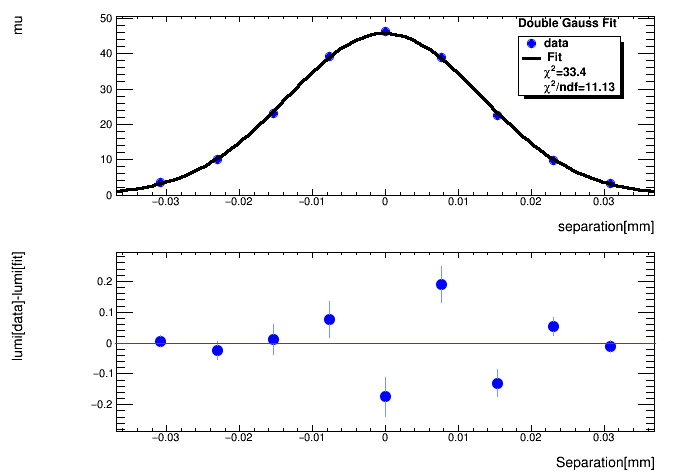 Double Gauss Fit
data
Fit
χ²=33.4
χ²/ndf=11.13
mu
50
40
30
20
10
0
−0.03 −0.02 −0.01 0 0.01 0.02 0.03
separation[mm]
lumi[data]-lumi[fit]
0.2
0.1
0
−0.1
−0.2
−0.03 −0.02 −0.01 0 0.01 0.02 0.03
Separation[mm]